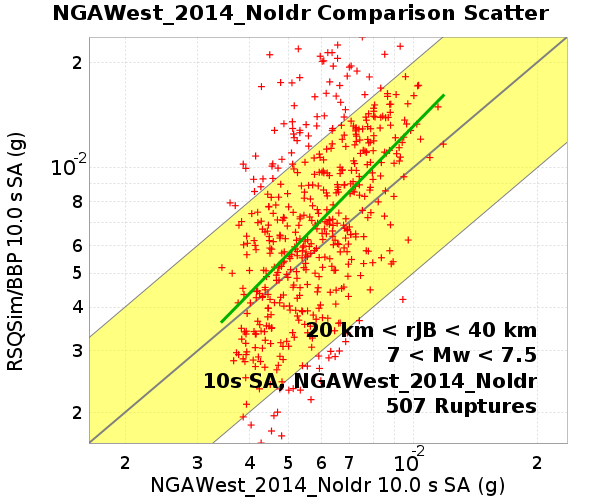 NGAWest_2014_NoIdr Comparison Scatter
RSQSim/BBP 10.0 s SA (g)
2
10-2
8
6
5
4
3
2
20 km < rJB < 40 km
7 < Mw < 7.5
10s SA, NGAWest_2014_NoIdr
507 Ruptures
2 3 4 5 6 7 10-2 2
NGAWest_2014_NoIdr 10.0 s SA (g)